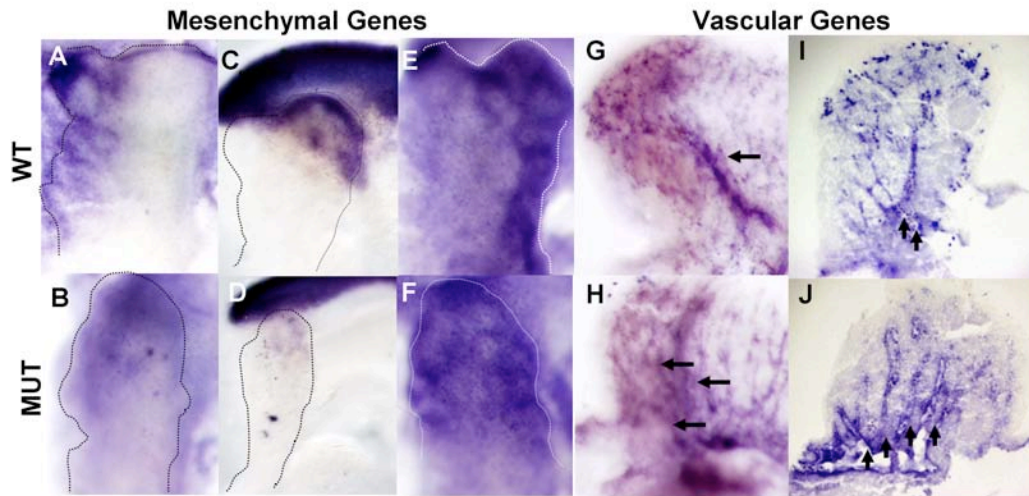 Mesenchymal Genes Vascular Genes
WT
A C E G I
MUT
B D F H J